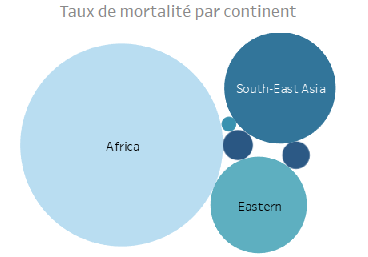 Taux de mortalité par continent
South-East Asia
Africa
Eastern